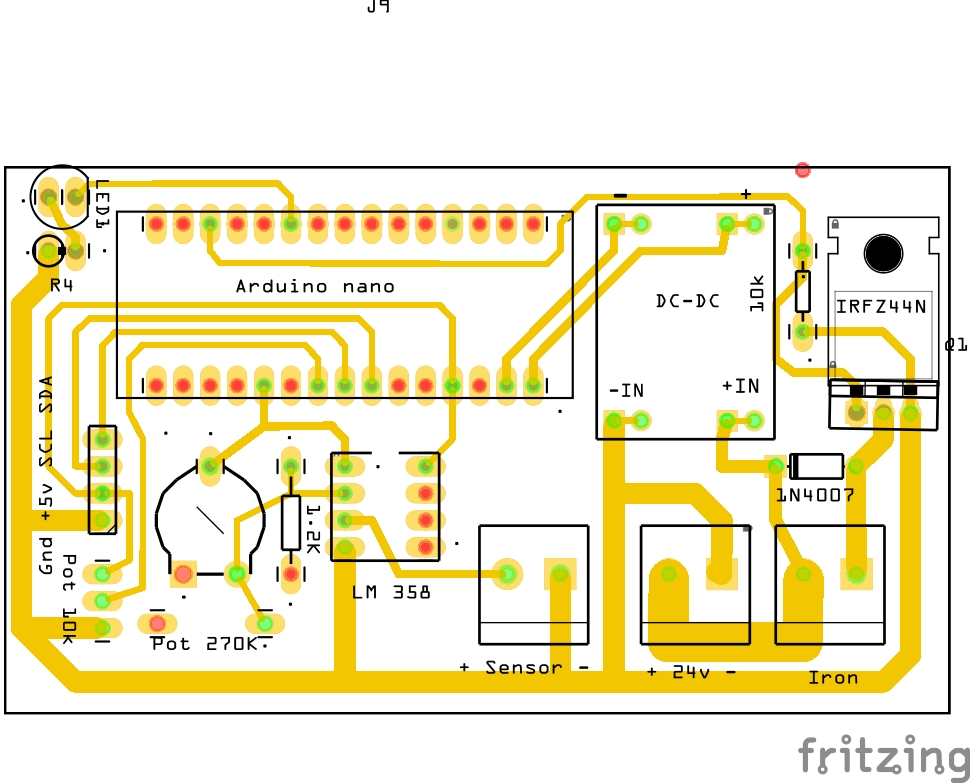 J9
LED1
- +
R4
Arduino nano
DC-DC
10k
IRFZ44N
Q1
-IN +IN
Gnd +5v SCL SDA
1N4007
1.2K
Pot 10k
LM 358
Pot 270K
+ Sensor -
+ 24v -
Iron
fritzing